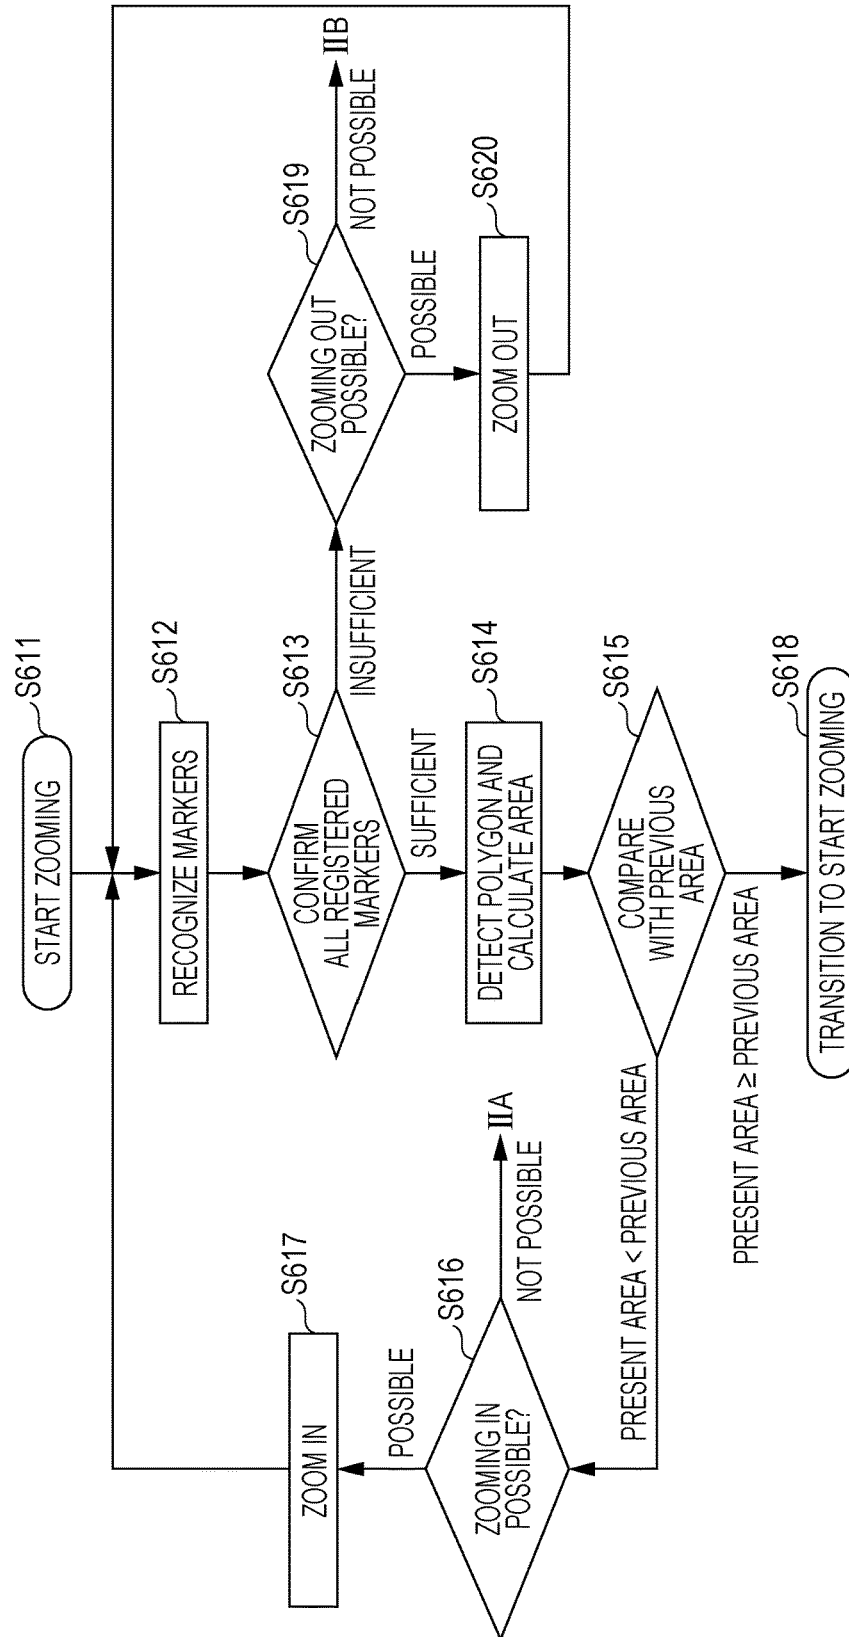 START ZOOMING
S611
RECOGNIZE MARKERS
S612
CONFIRM
ALL REGISTERED
MARKERS
S613
INSUFFICIENT
SUFFICIENT
ZOOMING OUT
POSSIBLE?
S619
NOT POSSIBLE
IIB
POSSIBLE
ZOOM OUT
S620
DETECT POLYGON AND
CALCULATE AREA
S614
COMPARE
WITH PREVIOUS
AREA
S615
PRESENT AREA < PREVIOUS AREA
PRESENT AREA ≥ PREVIOUS AREA
ZOOMING IN
POSSIBLE?
S616
NOT POSSIBLE
IIA
POSSIBLE
ZOOM IN
S617
TRANSITION TO START ZOOMING
S618